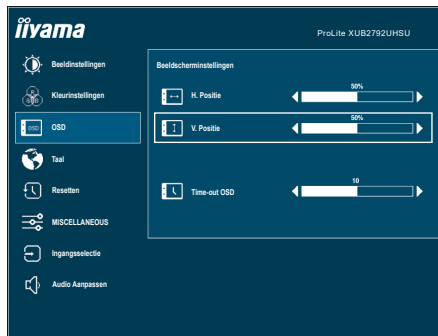 iiyama
ProLite XUB2792UHSU
Beeldinstellingen
Kleurinstellingen
OSD
Taal
Resetten
MISCELLANEOUS
Ingangsselectie
Audio Aanpassen
Beeldscherminstellingen
H. Positie
50%
V. Positie
50%
Time-out OSD
10
R
G B
OSD